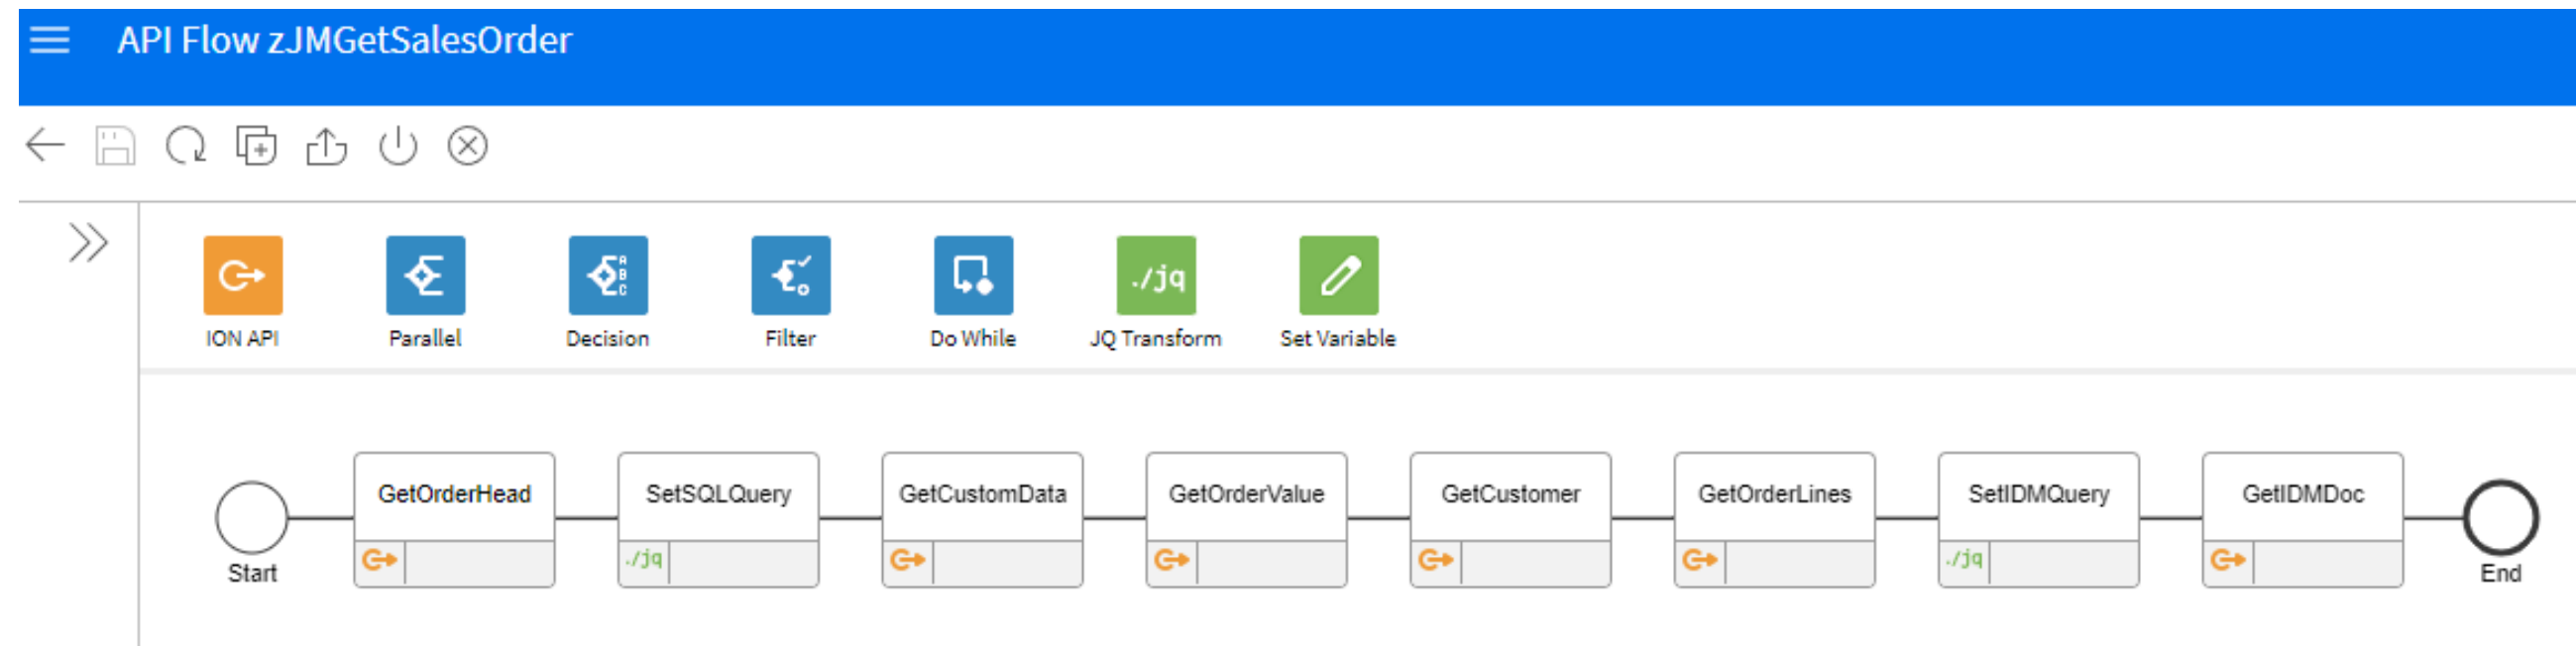 API Flow zJMGetSalesOrder
./jq
A
B
C
ION API Parallel Decision Filter Do While JQ Transform Set Variable
GetOrderHead SetSQLQuery GetCustomData GetOrderValue GetCustomer GetOrderLines SetIDMQuery GetIDMDoc
./jq ./jq
Start End